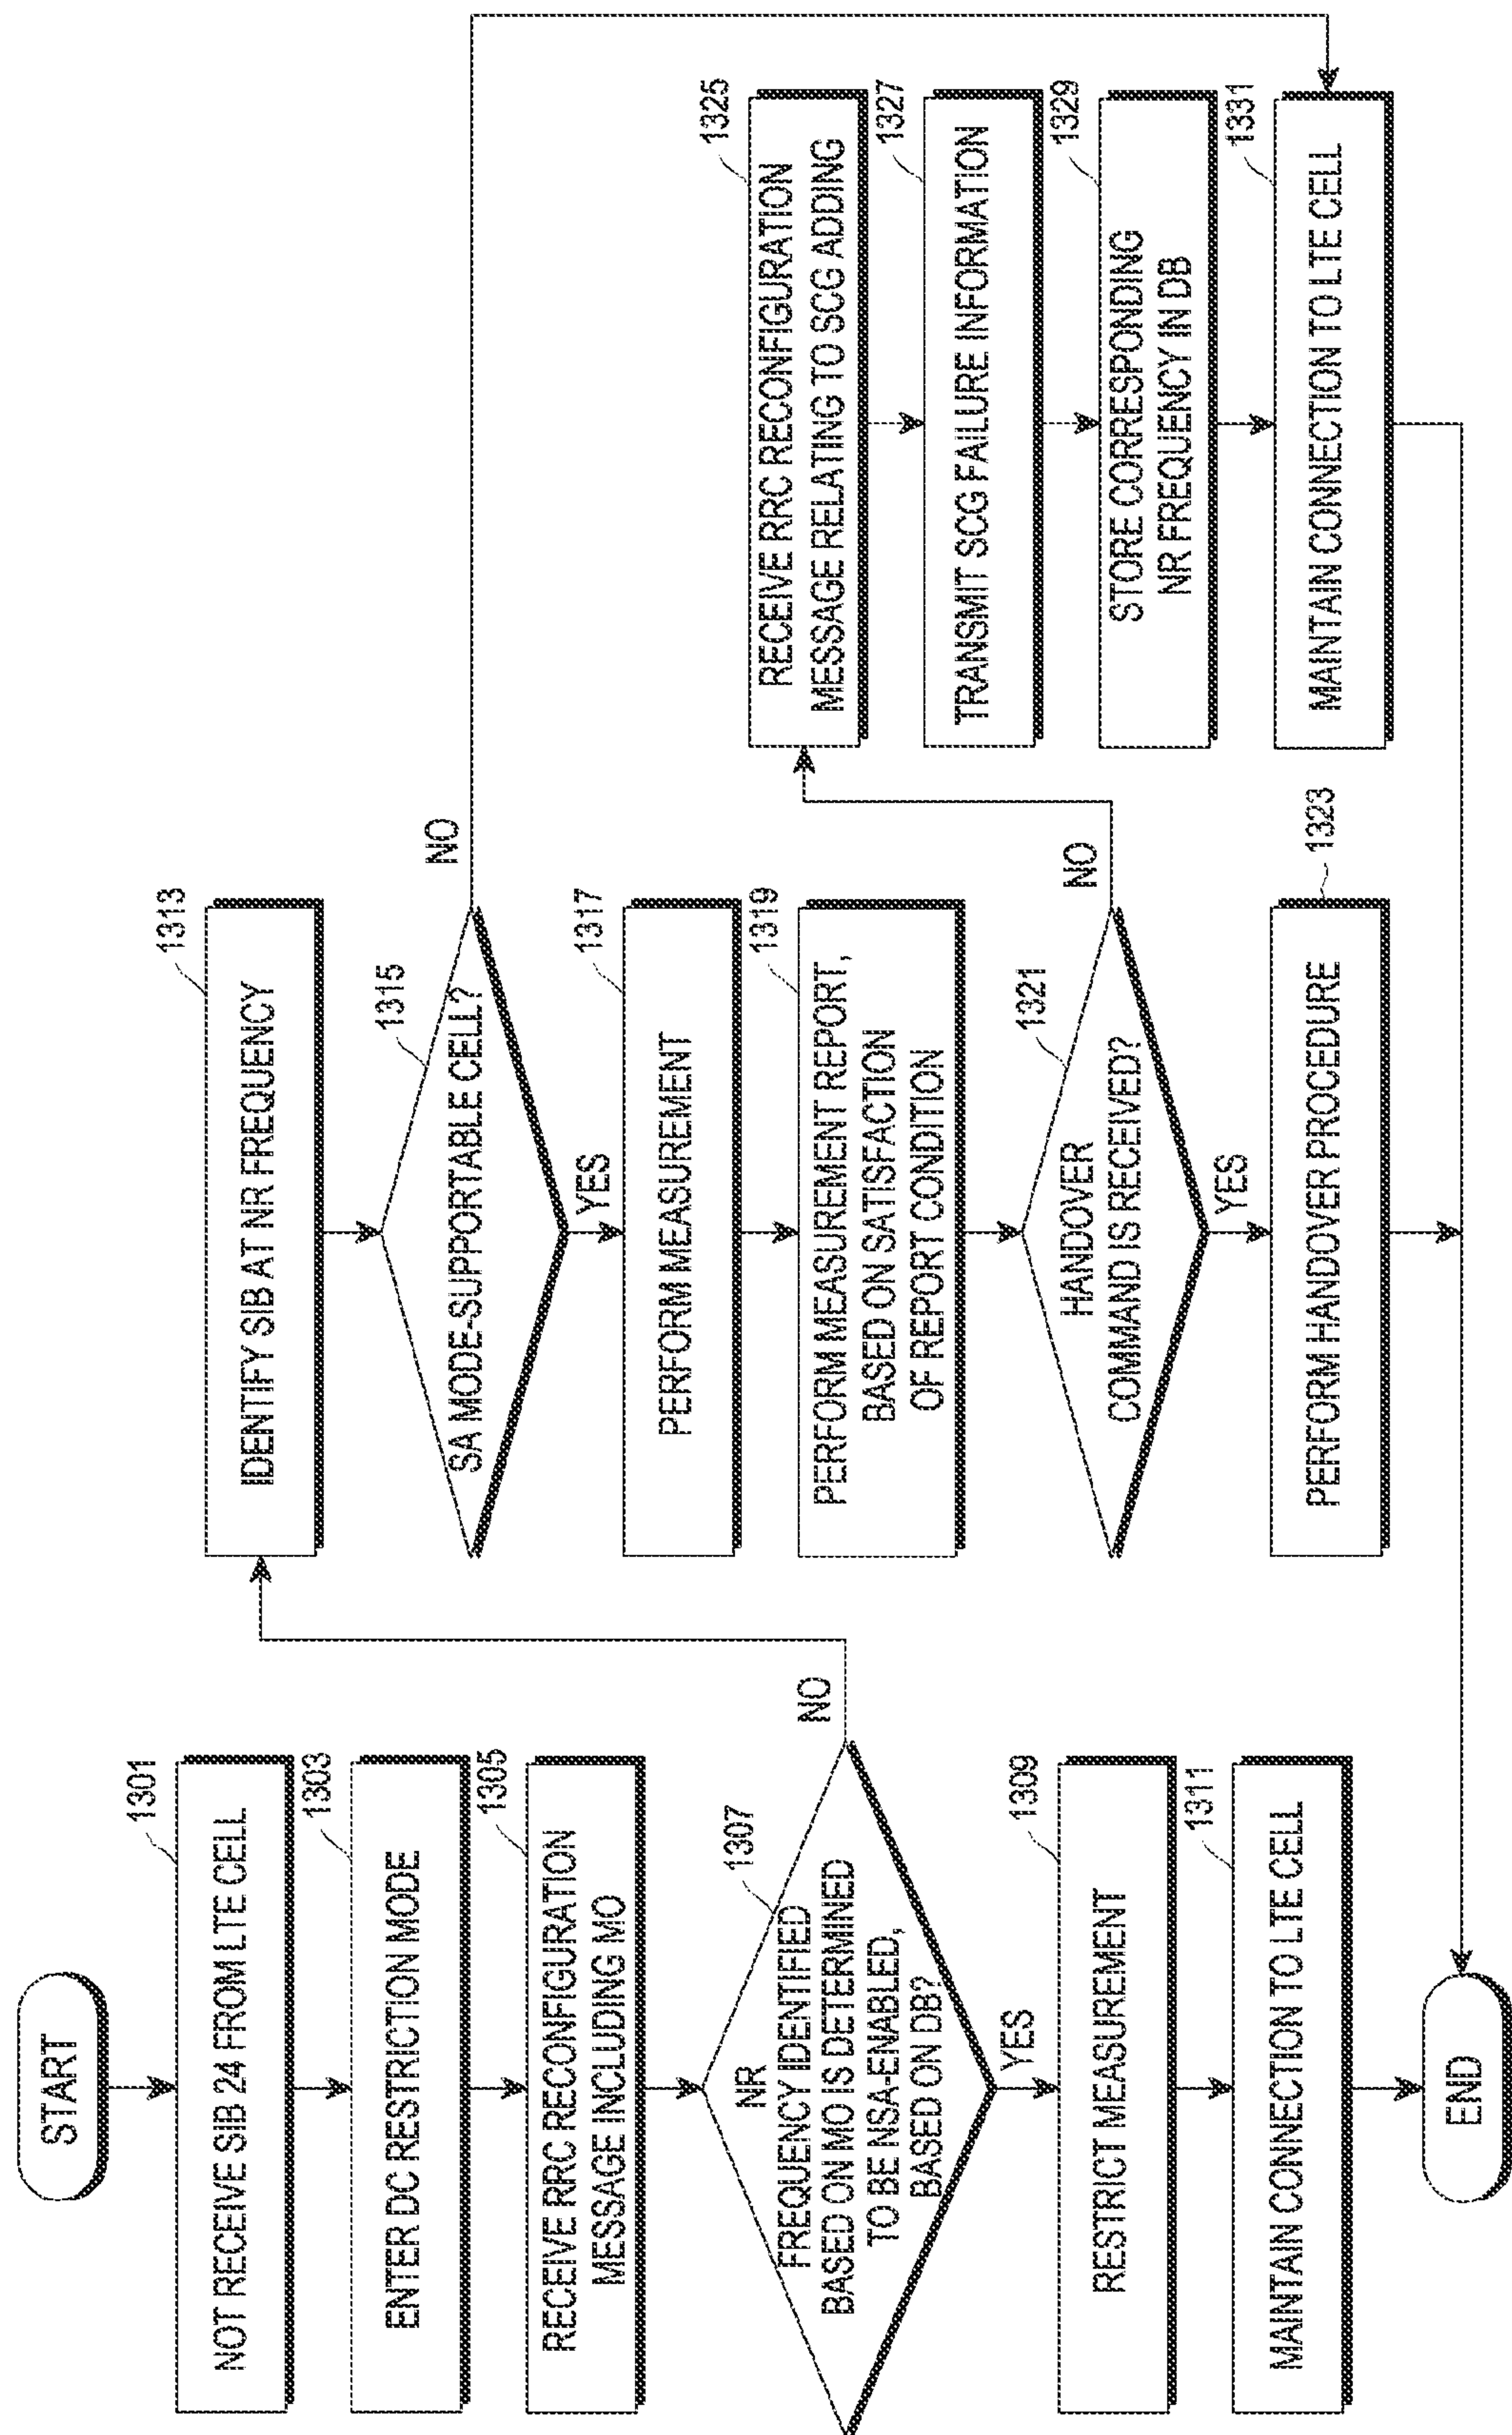 START
1301
NOT RECEIVE SIB 24 FROM LTE CELL
1303
ENTER DC RESTRICTION MODE
1305
RECEIVE RRC RECONFIGURATION
MESSAGE INCLUDING MO
1307
NR
FREQUENCY IDENTIFIED
BASED ON MO IS DETERMINED
TO BE NSA-ENABLED,
BASED ON DB?
NO
YES
1309
RESTRICT MEASUREMENT
1311
MAINTAIN CONNECTION TO LTE CELL
END
1313
IDENTIFY SIB AT NR FREQUENCY
1315
SA MODE-SUPPORTABLE CELL?
NO
YES
1317
PERFORM MEASUREMENT
1319
PERFORM MEASUREMENT REPORT,
BASED ON SATISFACTION
OF REPORT CONDITION
1321
HANDOVER
COMMAND IS RECEIVED?
NO
YES
1323
PERFORM HANDOVER PROCEDURE
1325
RECEIVE RRC RECONFIGURATION
MESSAGE RELATING TO SCG ADDING
1327
TRANSMIT SCG FAILURE INFORMATION
1329
STORE CORRESPONDING
NR FREQUENCY IN DB
1331
MAINTAIN CONNECTION TO LTE CELL